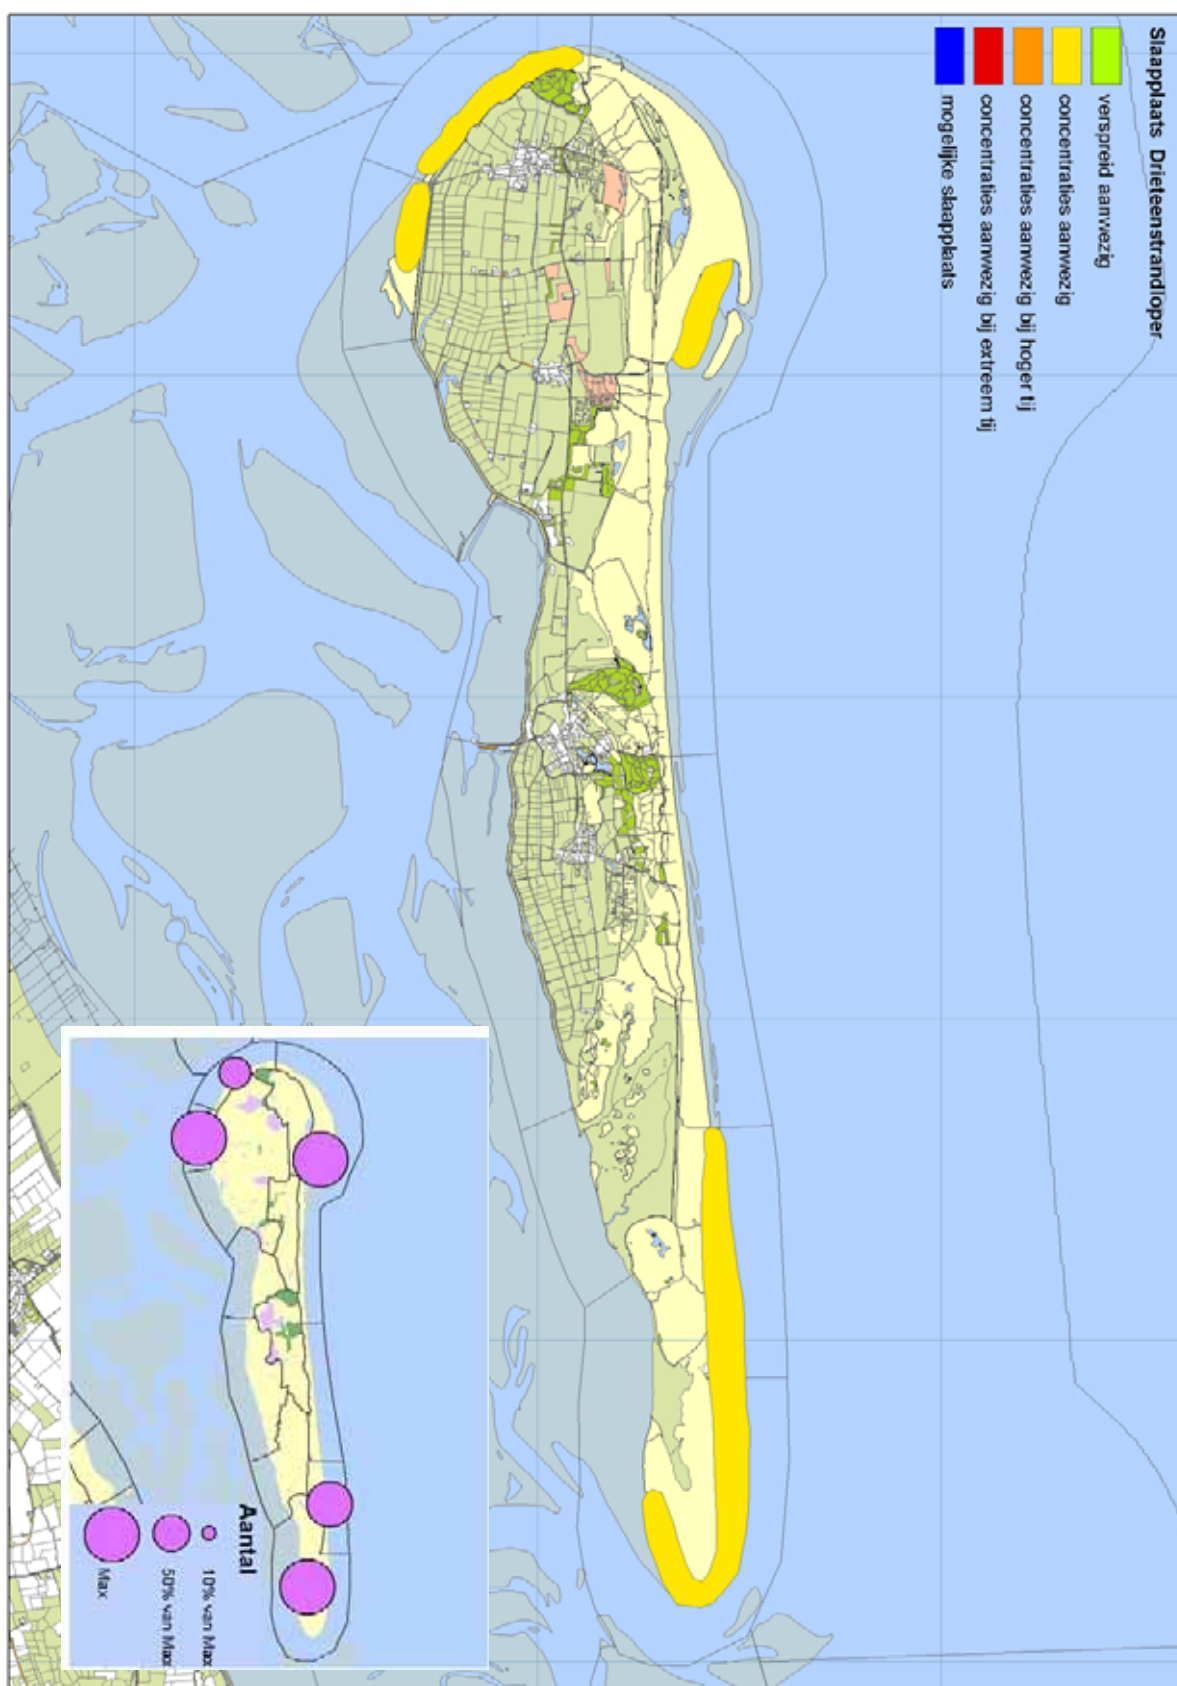 Slaapplaats Drieteenstrandloper
verspreid aanwezig
concentraties aanwezig
concentraties aanwezig bij hoger tij
concentraties aanwezig bij extreem tij
mogelijke slaapplaats
Aantal
10% van Max
50% van Max
Max